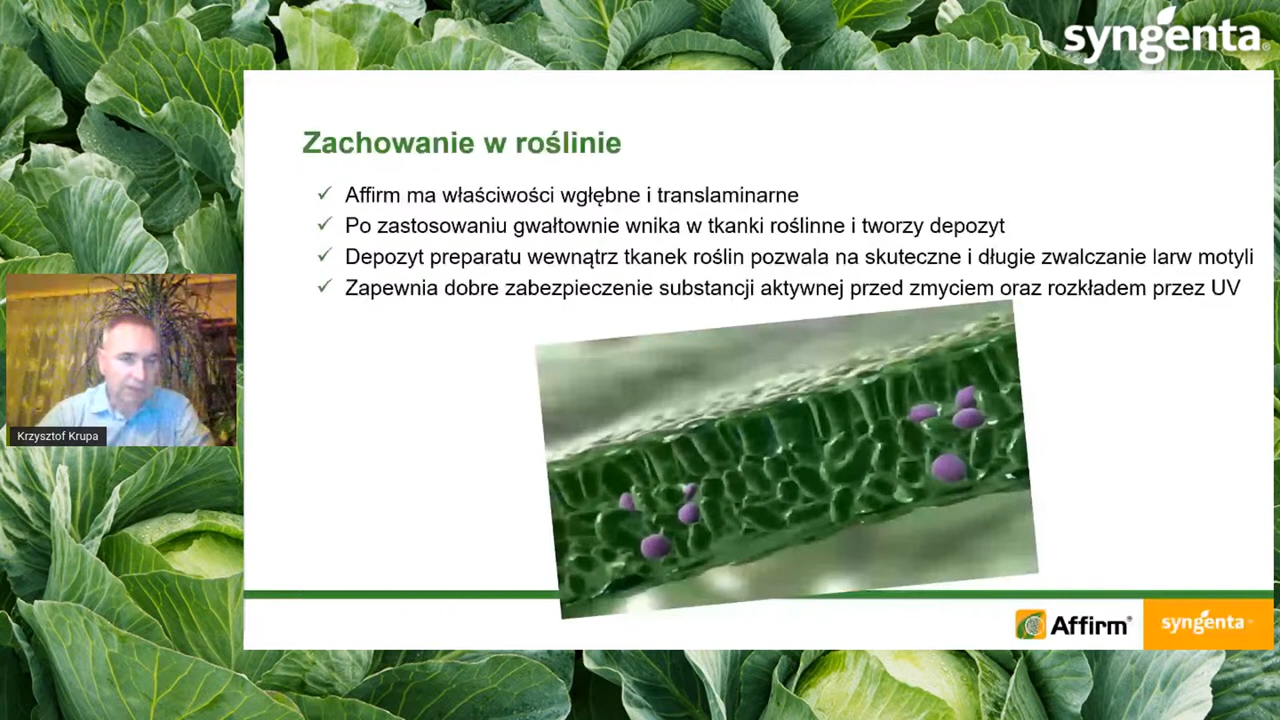 syngenta®
Zachowanie w roślinie
✓ Affirm ma właściwości wgłębne i translaminarne
✓ Po zastosowaniu gwałtownie wnika w tkanki roślinne i tworzy depozyt
✓ Depozyt preparatu wewnątrz tkanek roślin pozwala na skuteczne i długie zwalczanie larw motyli
✓ Zapewnia dobre zabezpieczenie substancji aktywnej przed zmyciem oraz rozkładem przez UV
Krzysztof Krupa
Affirm®
syngenta